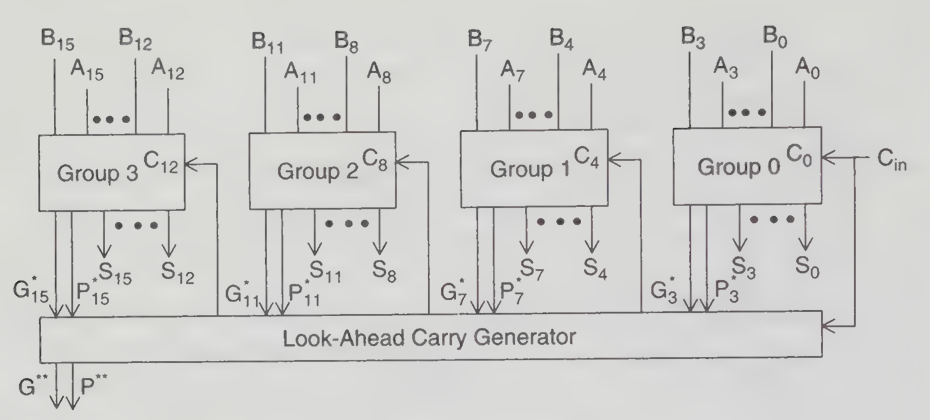 B15 B12 B11 B8 B7 B4 B3 B0
A15 A12 A11 A8 A7 A4 A3 A0
Group 3 C12 Group 2 C8 Group 1 C4 Group 0 C0 Cin
S15 S12 S11 S8 S7 S4 S3 S0
G*15 P*15 G*11 P*11 G*7 P*7 G*3 P*3
Look-Ahead Carry Generator
G** P**